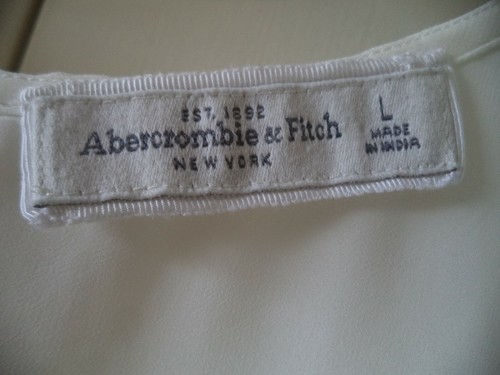 EST. 1892
Abercrombie & Fitch
NEW YORK
L
MADE
IN INDIA